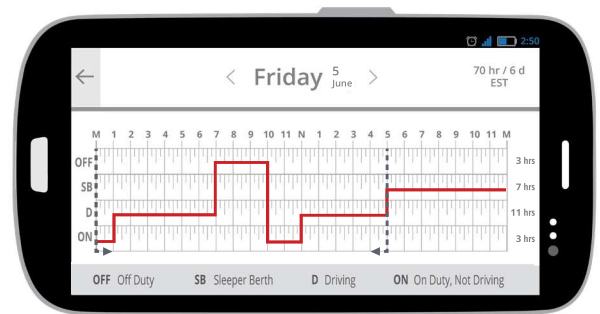 2:50
Friday 5 June
70 hr / 6 d
EST
M 1 2 3 4 5 6 7 8 9 10 11 N 1 2 3 4 5 6 7 8 9 10 11 M
OFF 3 hrs
SB 7 hrs
D 11 hrs
ON 3 hrs
OFF Off Duty SB Sleeper Berth D Driving ON On Duty, Not Driving